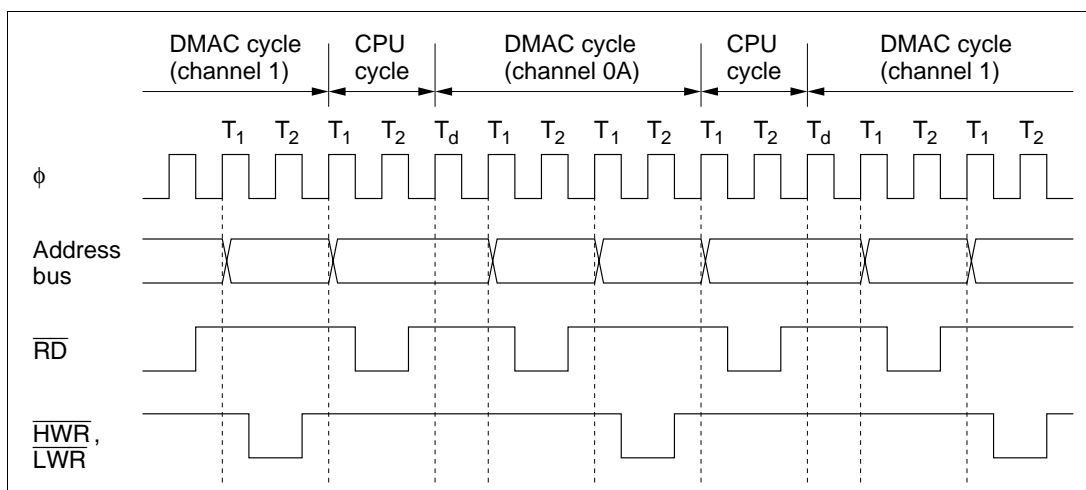 DMAC cycle
(channel 1)
CPU
cycle
DMAC cycle
(channel 0A)
CPU
cycle
DMAC cycle
(channel 1)
T1 T2 T1 T2 Td T1 T2 T1 T2 T1 T2 Td T1 T2 T1 T2
ϕ
Address
bus
RD
HWR,
LWR